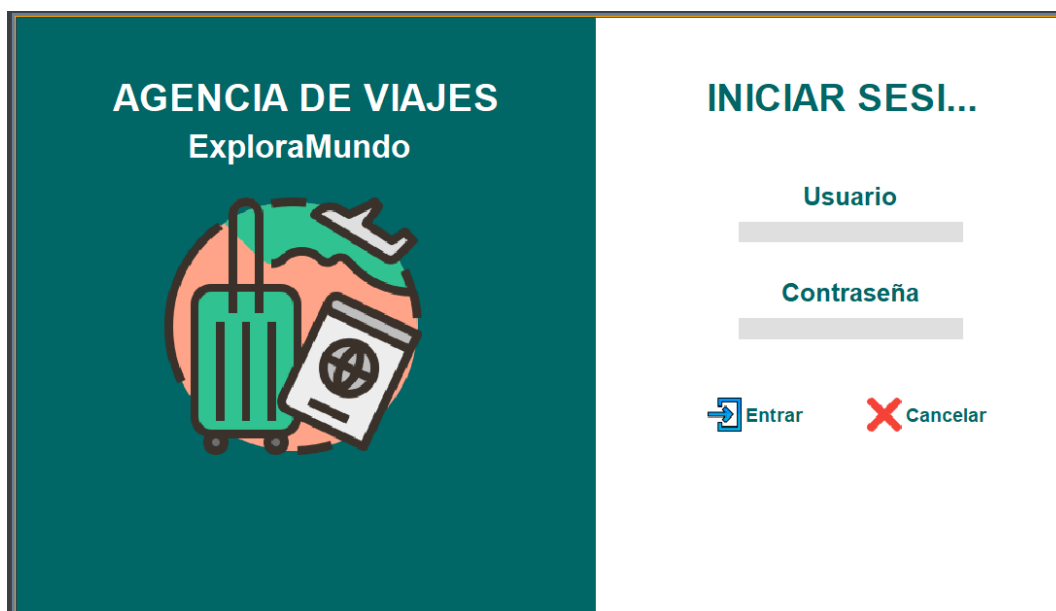 AGENCIA DE VIAJES
ExploraMundo
INICIAR SESI...
Usuario
Contraseña
Entrar
Cancelar